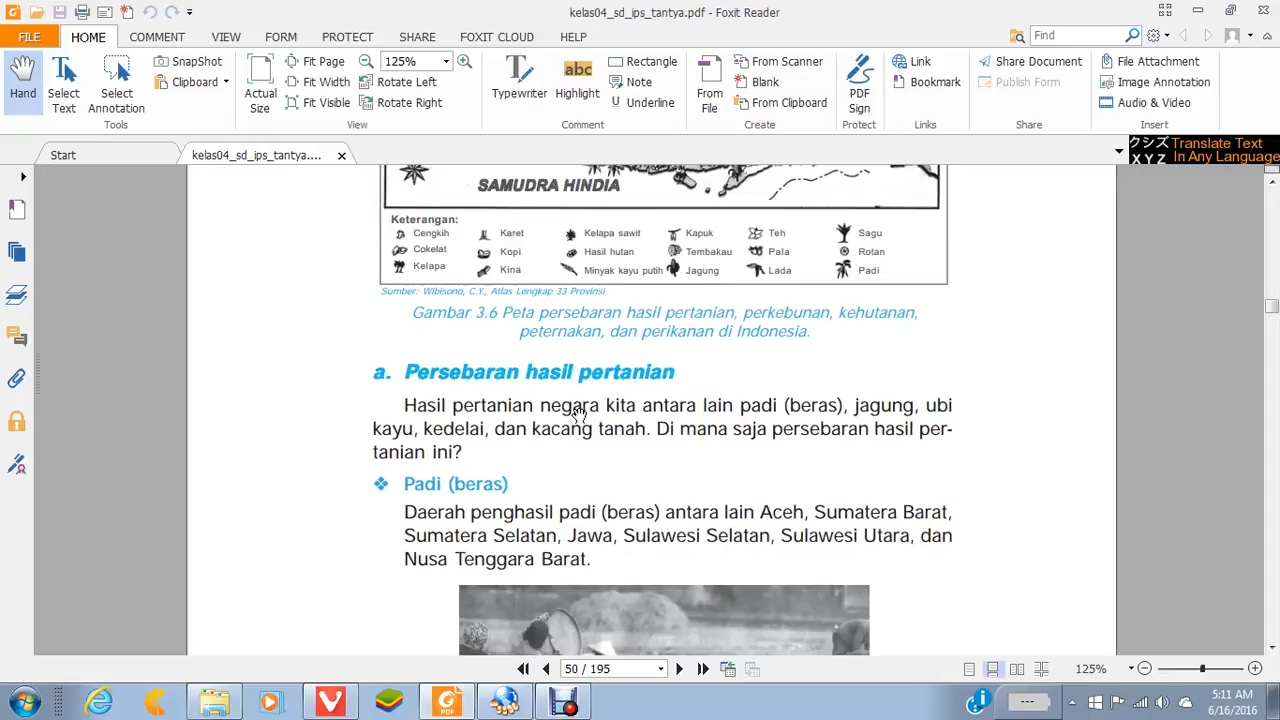 kelas04_sd_ips_tantya.pdf - Foxit Reader
FILE HOME COMMENT VIEW FORM PROTECT SHARE FOXIT CLOUD HELP Find
Hand
Select Text
Select Annotation
SnapShot
Clipboard
Tools
Actual Size
Fit Page
Fit Width
Fit Visible
125%
Rotate Left
Rotate Right
View
Typewriter
Highlight
Rectangle
Note
Underline
Comment
From File
From Scanner
Blank
From Clipboard
Create
PDF Sign
Protect
Link
Bookmark
Links
Share Document
Publish Form
Share
File Attachment
Image Annotation
Audio & Video
Insert
Start kelas04_sd_ips_tantya....
クシズ Translate Text
XYZ In Any Language
SAMUDRA HINDIA
Keterangan:
Cengkih Karet Kelapa sawit Kapuk Teh Sagu
Cokelat Kopi Hasil hutan Tembakau Pala Rotan
Kelapa Kina Minyak kayu putih Jagung Lada Padi
Sumber: Wibisono, C.Y., Atlas Lengkap 33 Provinsi
Gambar 3.6 Peta persebaran hasil pertanian, perkebunan, kehutanan,
peternakan, dan perikanan di Indonesia.
a. Persebaran hasil pertanian
Hasil pertanian negara kita antara lain padi (beras), jagung, ubi
kayu, kedelai, dan kacang tanah. Di mana saja persebaran hasil per-
tanian ini?
❖ Padi (beras)
Daerah penghasil padi (beras) antara lain Aceh, Sumatera Barat,
Sumatera Selatan, Jawa, Sulawesi Selatan, Sulawesi Utara, dan
Nusa Tenggara Barat.
50 / 195
125%
5:11 AM
6/16/2016